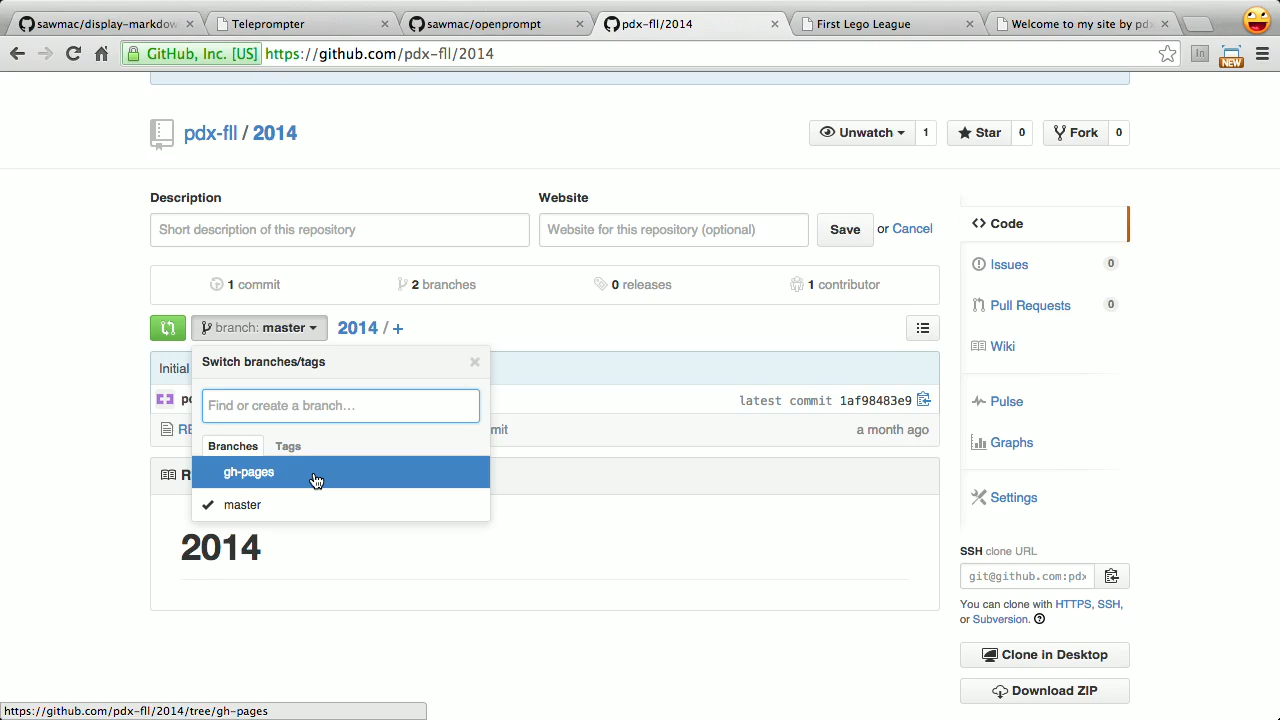 sawmac/display-markdow
Teleprompter
sawmac/openprompt
pdx-fll/2014
First Lego League
Welcome to my site by pdx
GitHub, Inc. [US] https://github.com/pdx-fll/2014
In
NEW
pdx-fll / 2014
Unwatch 1
Star 0
Fork 0
Description
Website
Short description of this repository
Website for this repository (optional)
Save or Cancel
1 commit
2 branches
0 releases
1 contributor
branch: master
2014 / +
Switch branches/tags
Initial
Find or create a branch...
latest commit 1af98483e9
mit
a month ago
Branches
Tags
gh-pages
master
2014
Code
Issues 0
Pull Requests 0
Wiki
Pulse
Graphs
Settings
SSH clone URL
git@github.com:pdx
You can clone with HTTPS, SSH,
or Subversion.
Clone in Desktop
Download ZIP
https://github.com/pdx-fll/2014/tree/gh-pages